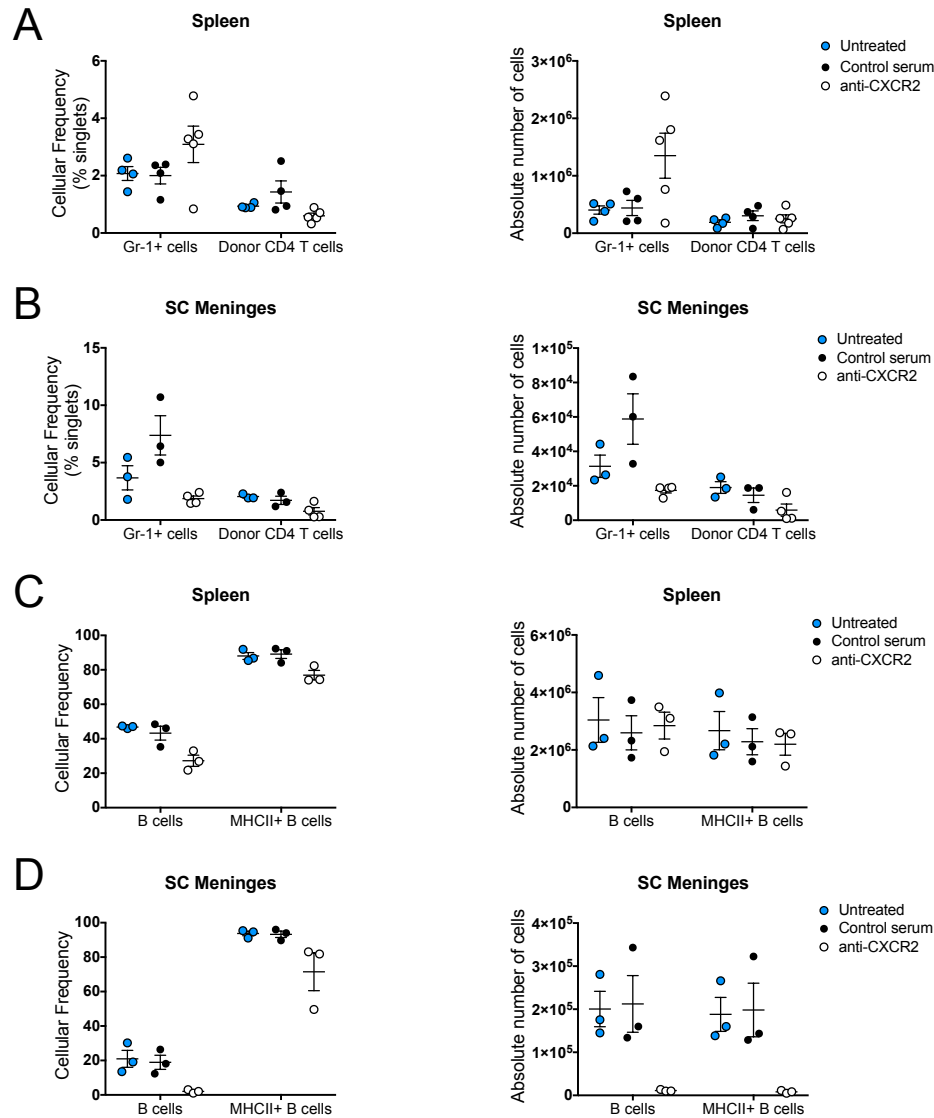 A
Spleen
Cellular Frequency
(% singlets)
6
4
2
0
Gr-1+ cells
Donor CD4 T cells
Spleen
Absolute number of cells
3×10⁶
2×10⁶
1×10⁶
0
Gr-1+ cells
Donor CD4 T cells
Untreated
Control serum
anti-CXCR2
B
SC Meninges
Cellular Frequency
(% singlets)
15
10
5
0
Gr-1+ cells
Donor CD4 T cells
SC Meninges
Absolute number of cells
1×10⁵
8×10⁴
6×10⁴
4×10⁴
2×10⁴
0
Gr-1+ cells
Donor CD4 T cells
Untreated
Control serum
anti-CXCR2
C
Spleen
Cellular Frequency
100
80
60
40
20
0
B cells
MHCII+ B cells
Spleen
Absolute number of cells
6×10⁶
4×10⁶
2×10⁶
0
B cells
MHCII+ B cells
Untreated
Control serum
anti-CXCR2
D
SC Meninges
Cellular Frequency
100
80
60
40
20
0
B cells
MHCII+ B cells
SC Meninges
Absolute number of cells
4×10⁵
3×10⁵
2×10⁵
1×10⁵
0
B cells
MHCII+ B cells
Untreated
Control serum
anti-CXCR2